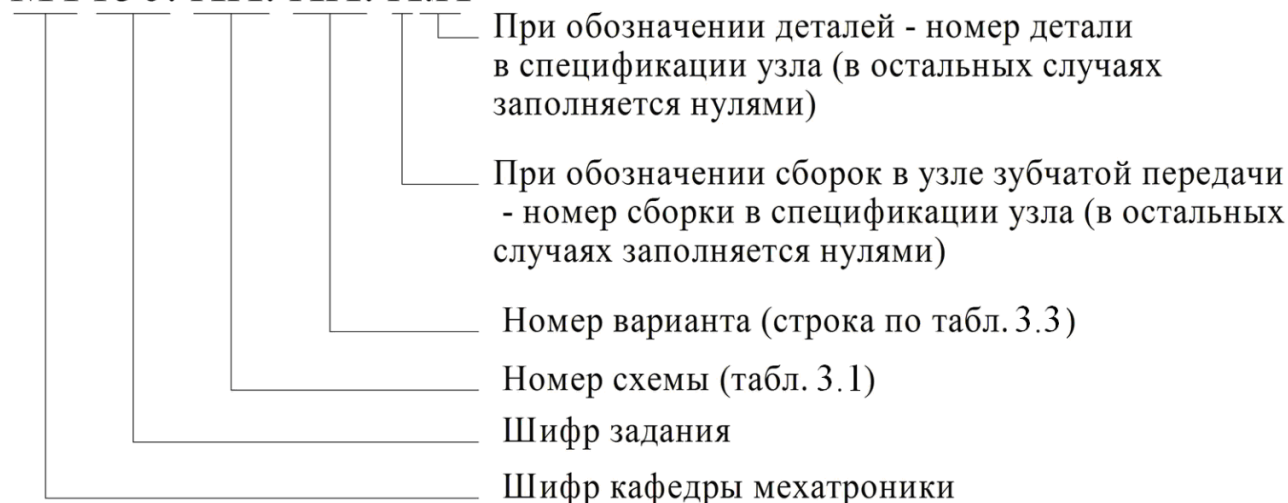 При обозначении деталей - номер детали
в спецификации узла (в остальных случаях
заполняется нулями)
При обозначении сборок в узле зубчатой передачи
- номер сборки в спецификации узла (в остальных
случаях заполняется нулями)
Номер варианта (строка по табл. 3.3)
Номер схемы (табл. 3.1)
Шифр задания
Шифр кафедры мехатроники